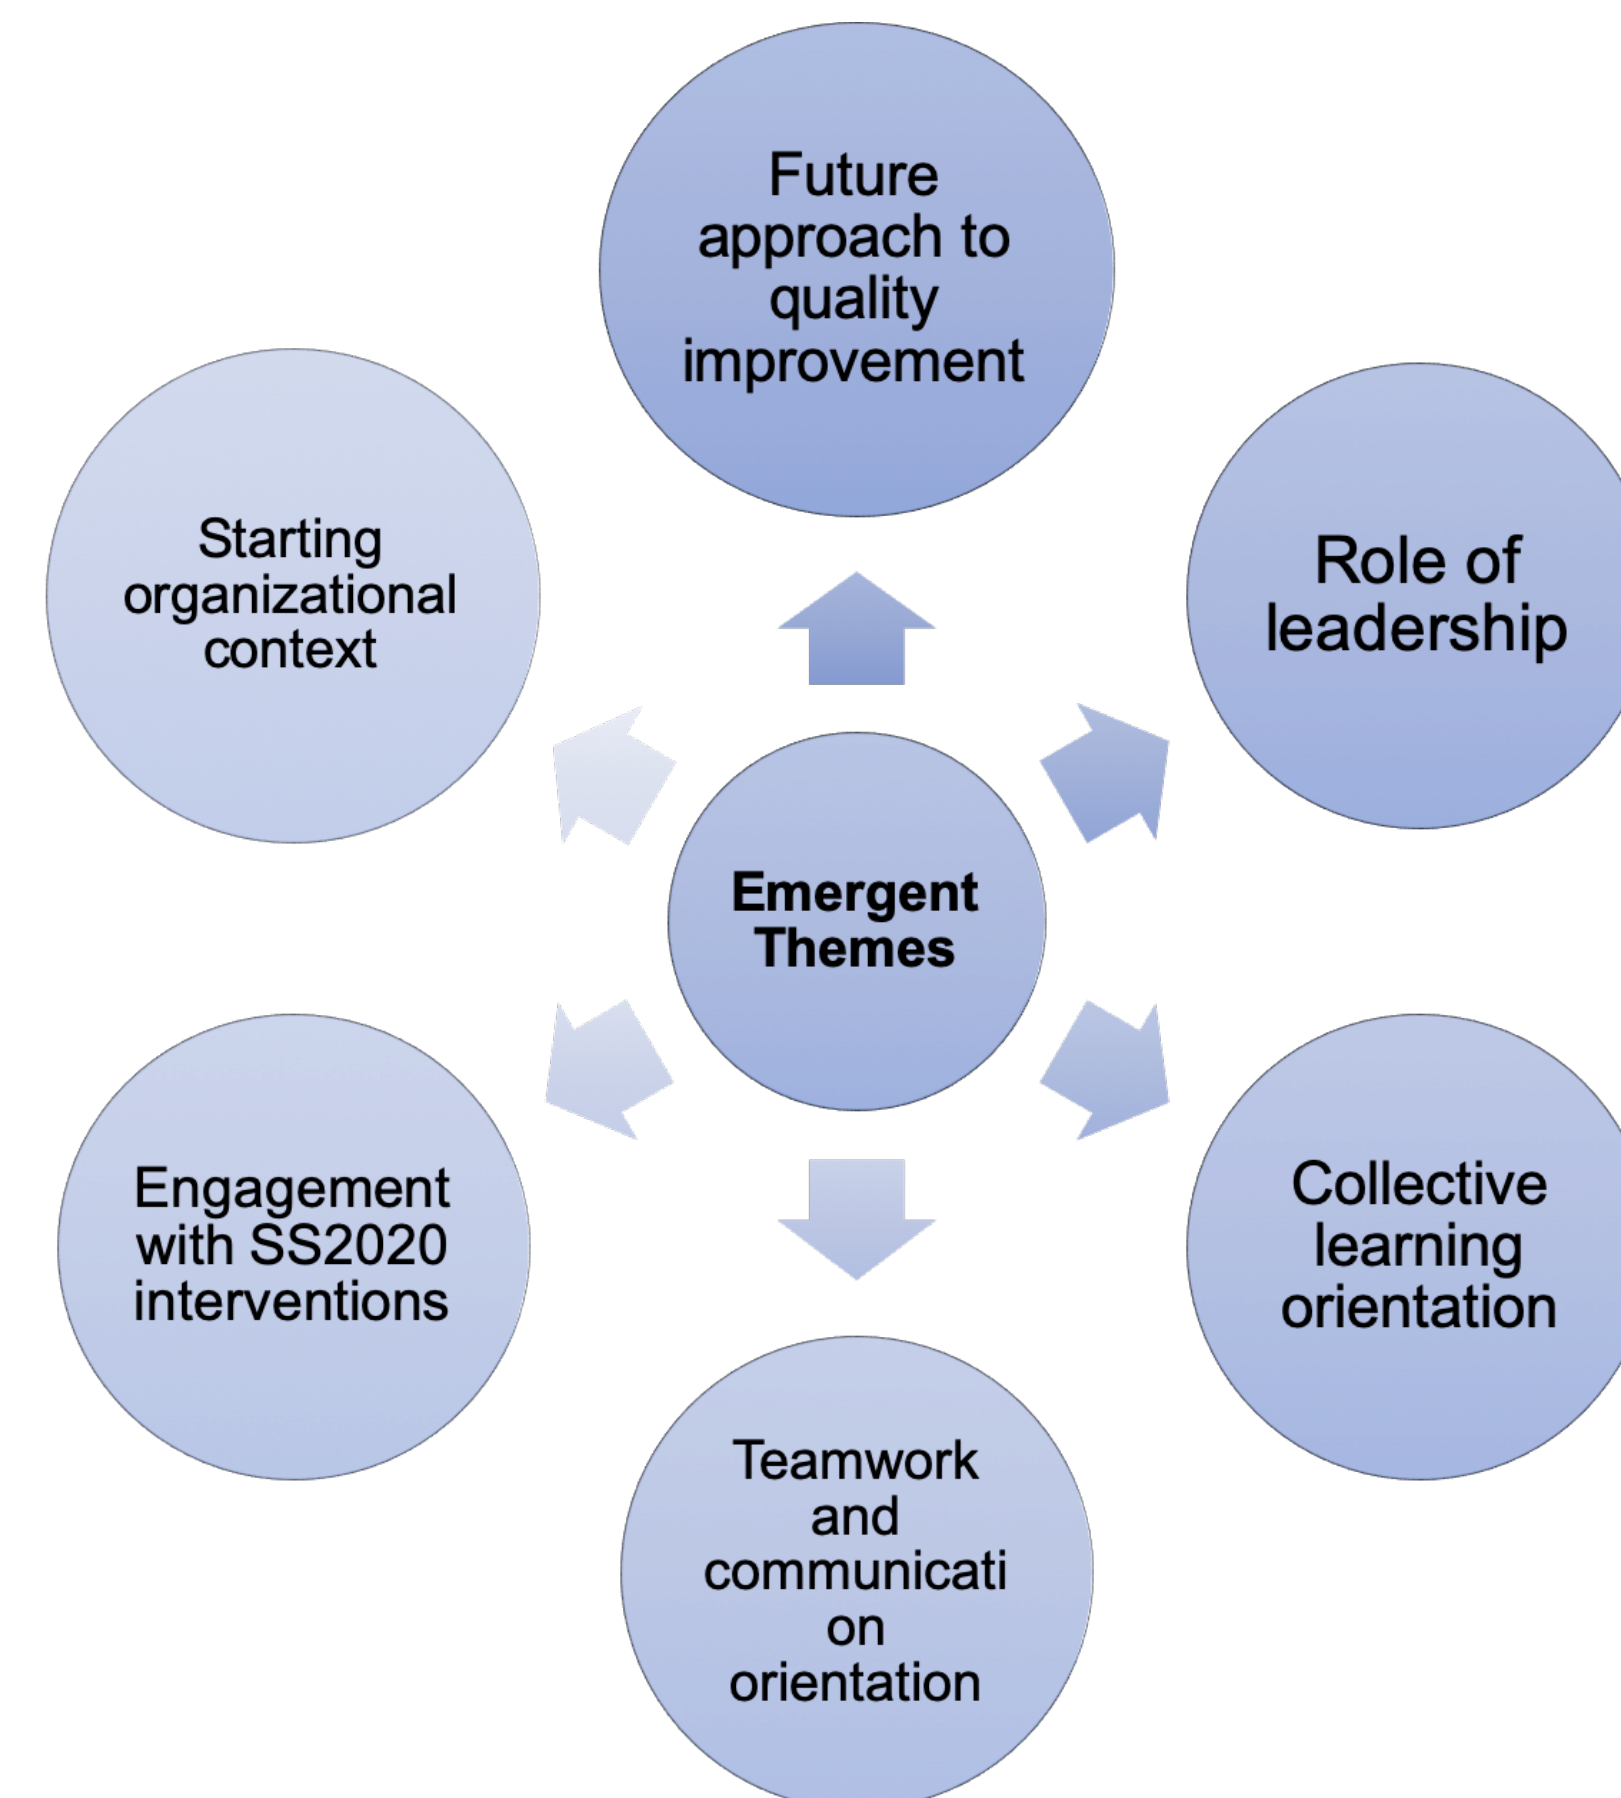 Future
approach to
quality
improvement
Role of
leadership
Collective
learning
orientation
Teamwork
and
communicati
on
orientation
Engagement
with SS2020
interventions
Starting
organizational
context
Emergent
Themes